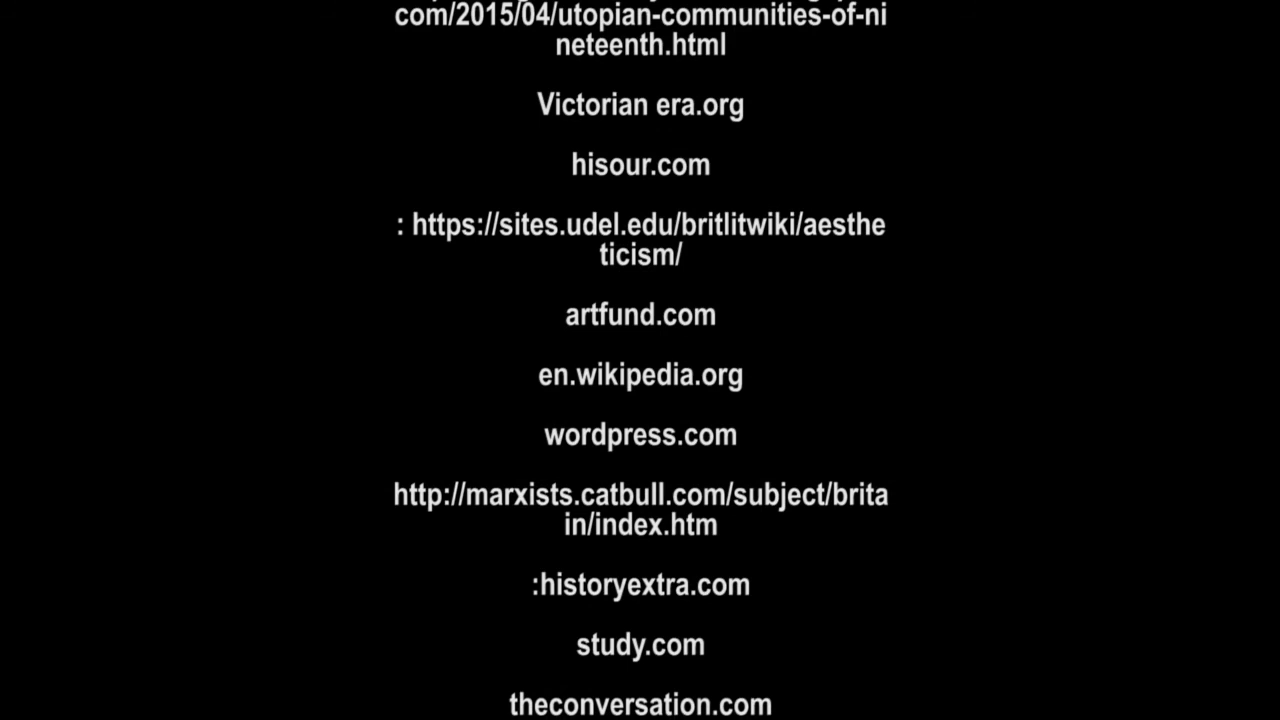 com/2015/04/utopian-communities-of-ni
neteenth.html
Victorian era.org
hisour.com
: https://sites.udel.edu/britlitwiki/aesthe
ticism/
artfund.com
en.wikipedia.org
wordpress.com
http://marxists.catbull.com/subject/brita
in/index.htm
:historyextra.com
study.com
theconversation.com